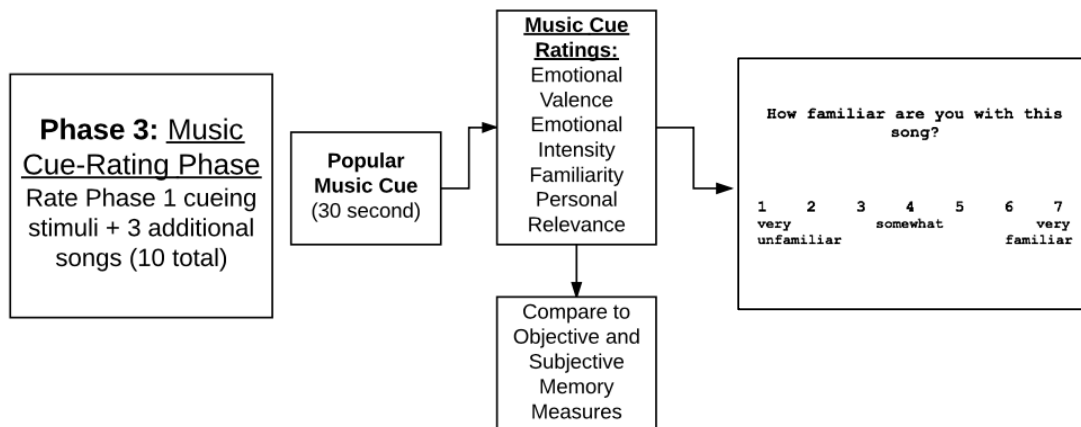 Phase 3: Music
Cue-Rating Phase
Rate Phase 1 cueing
stimuli + 3 additional
songs (10 total)
Popular
Music Cue
(30 second)
Music Cue
Ratings:
Emotional
Valence
Emotional
Intensity
Familiarity
Personal
Relevance
Compare to
Objective and
Subjective
Memory
Measures
How familiar are you with this
song?
1 2 3 4 5 6 7
very somewhat very
unfamiliar familiar